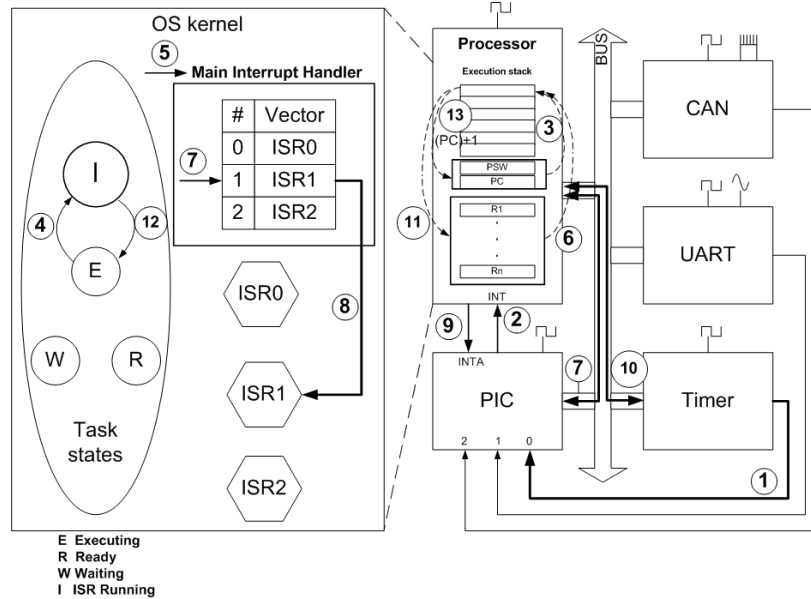 OS kernel
5
Main Interrupt Handler
# Vector
0 ISR0
1 ISR1
2 ISR2
7
I
4
12
E
W
R
Task
states
ISR0
8
ISR1
ISR2
E Executing
R Ready
W Waiting
I ISR Running
Processor
Execution stack
13
3
(PC)+1
PSW
PC
11
R1
.
.
.
Rn
6
INT
9
2
INTA
PIC
7
2 1 0
BUS
CAN
UART
10
Timer
1